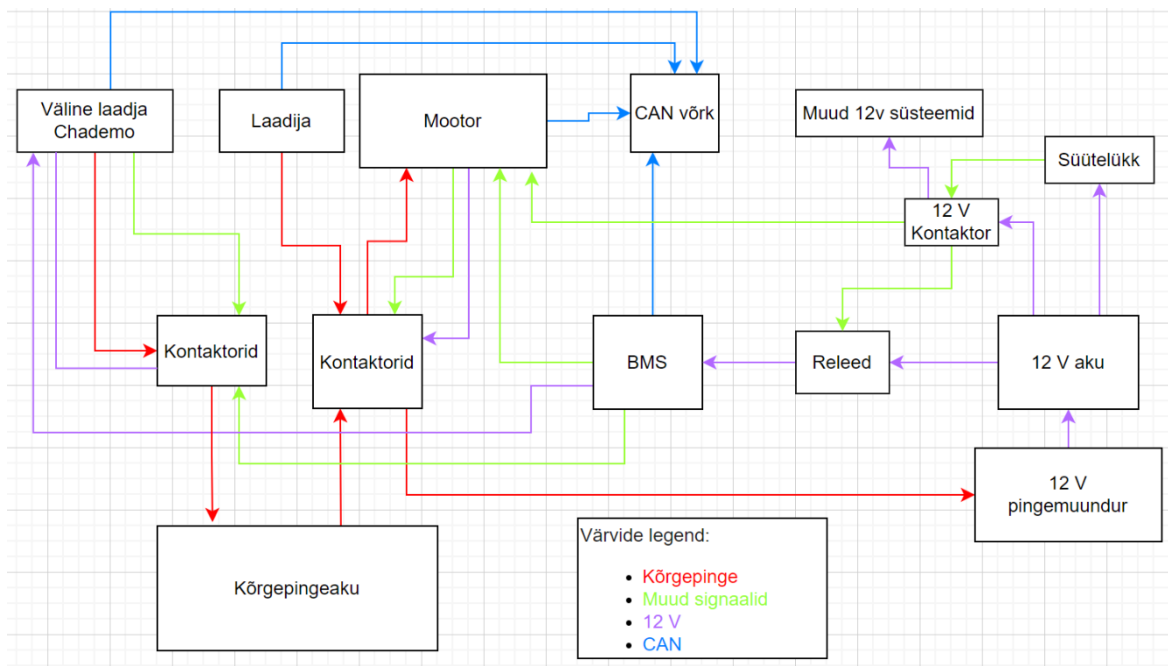 Väline laadja
Chademo
Laadija
Mootor
CAN võrk
Muud 12v süsteemid
Süütelükk
12 V
Kontaktor
Kontaktorid
Kontaktorid
BMS
Releed
12 V aku
12 V
pingemuundur
Kõrgepingeaku
Värvide legend:
Kõrgepinge
Muud signaalid
12 V
CAN